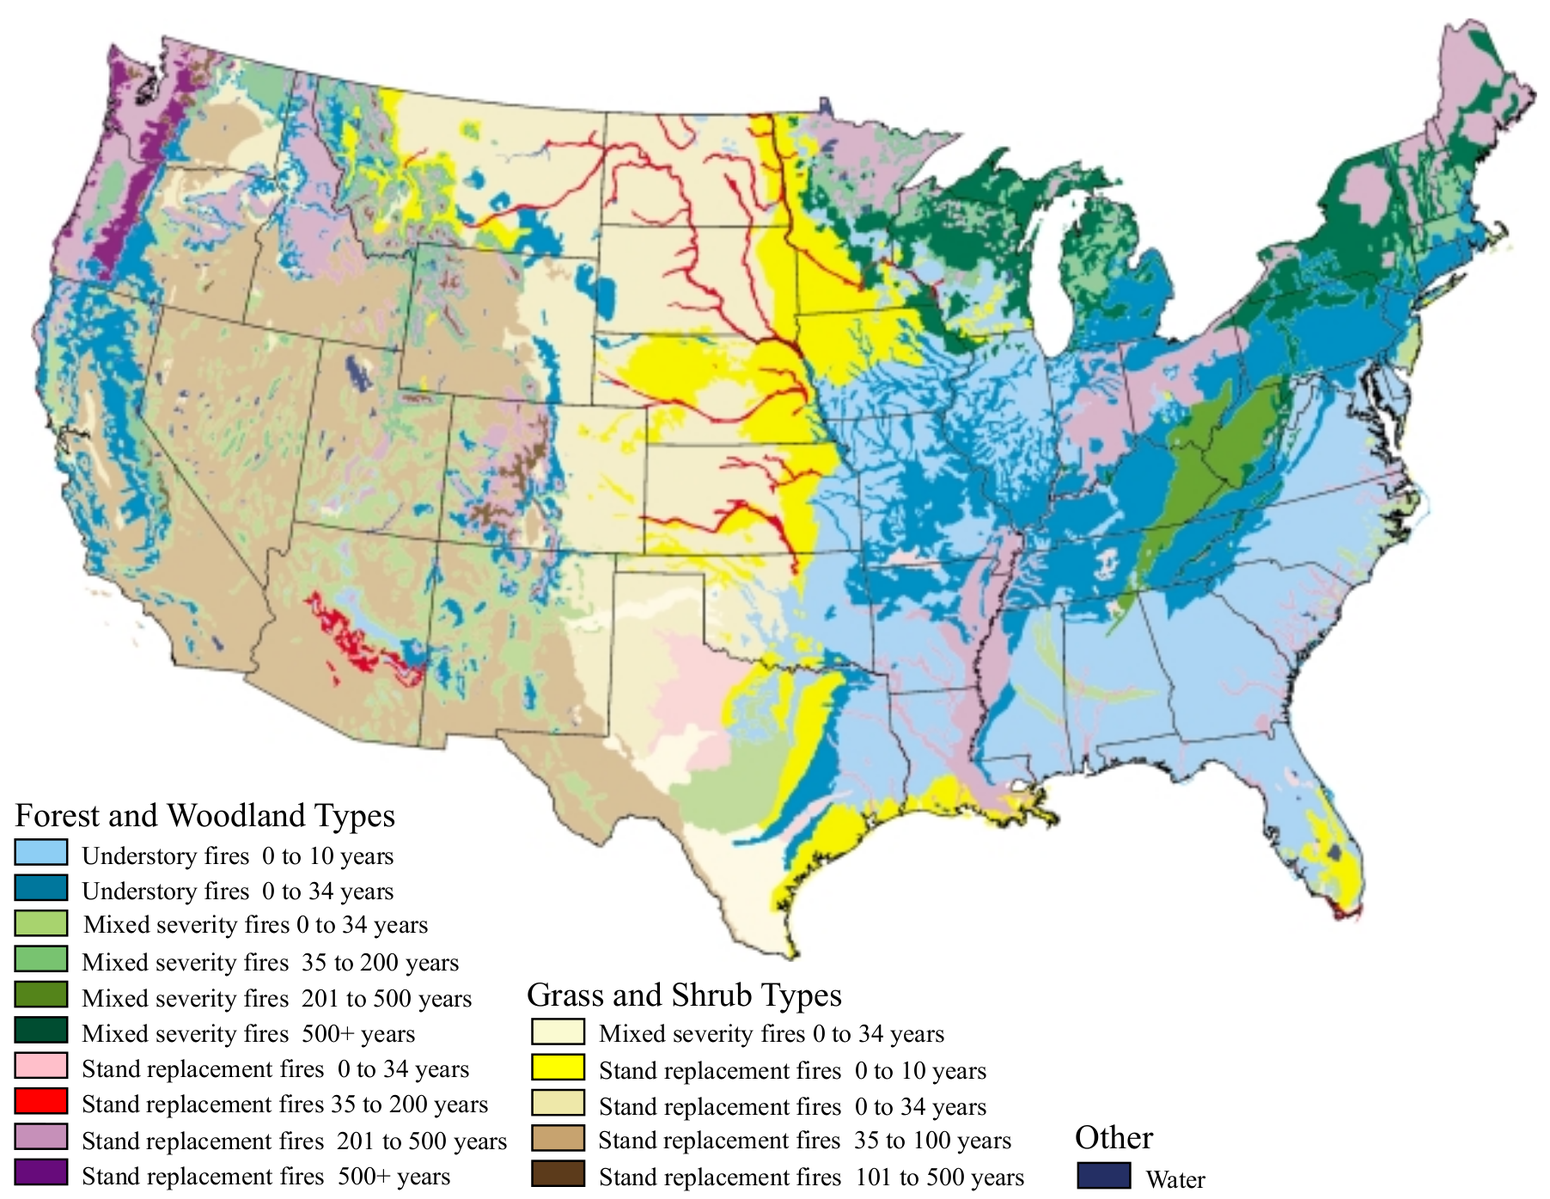 Forest and Woodland Types
Understory fires 0 to 10 years
Understory fires 0 to 34 years
Mixed severity fires 0 to 34 years
Mixed severity fires 35 to 200 years
Mixed severity fires 201 to 500 years
Mixed severity fires 500+ years
Stand replacement fires 0 to 34 years
Stand replacement fires 35 to 200 years
Stand replacement fires 201 to 500 years
Stand replacement fires 500+ years
Grass and Shrub Types
Mixed severity fires 0 to 34 years
Stand replacement fires 0 to 10 years
Stand replacement fires 0 to 34 years
Stand replacement fires 35 to 100 years
Stand replacement fires 101 to 500 years
Other
Water